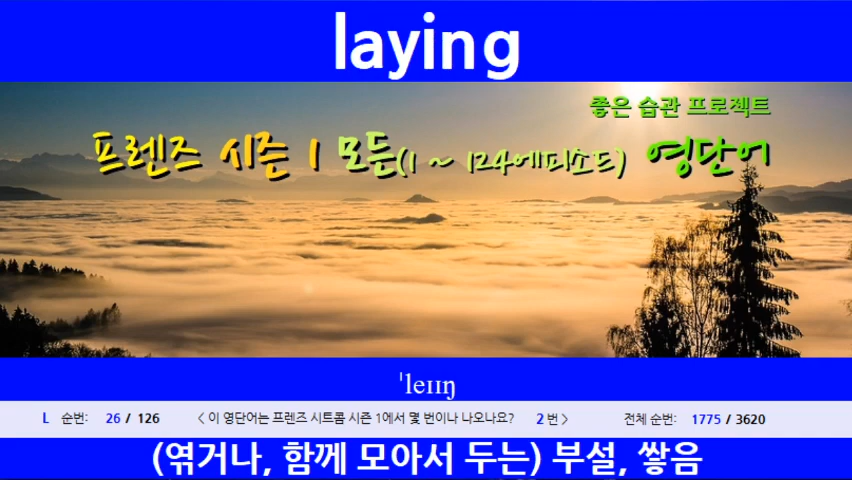 laying
좋은 습관 프로젝트
프렌즈 시즌 1 모든(1 ~ 124에피소드) 영단어
ˈleɪɪŋ
L 순번: 26 / 126 < 이 영단어는 프렌즈 시트콤 시즌 1에서 몇 번이나 나오나요? 2 번 > 전체 순번: 1775 / 3620
(엮거나, 함께 모아서 두는) 부설, 쌓음